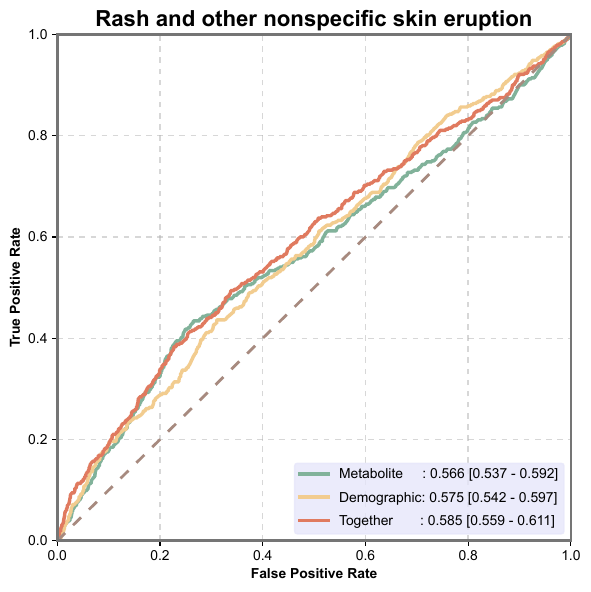 Rash and other nonspecific skin eruption
1.0
0.8
0.6
0.4
0.2
0.0
True Positive Rate
Metabolite : 0.566 [0.537 - 0.592]
Demographic: 0.575 [0.542 - 0.597]
Together : 0.585 [0.559 - 0.611]
0.0 0.2 0.4 0.6 0.8 1.0
False Positive Rate